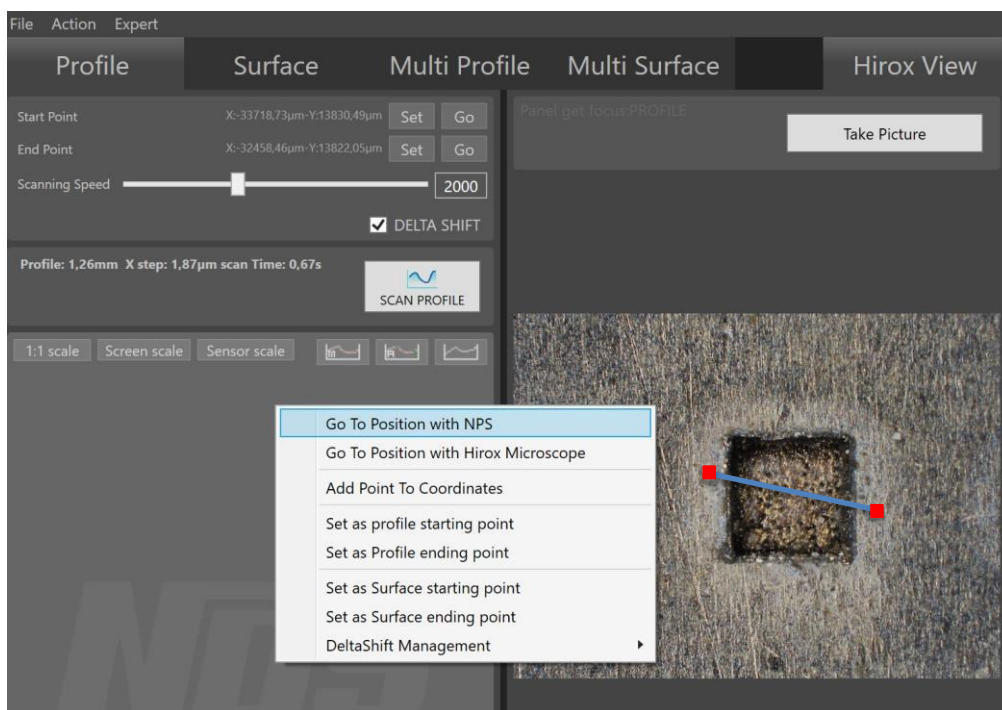 File Action Expert
Profile Surface Multi Profile Multi Surface Hirox View
Start Point X:-33718,73µm-Y:13830,49µm Set Go
End Point X:-32458,46µm-Y:13822,05µm Set Go
Scanning Speed 2000
DELTA SHIFT
Profile: 1,26mm X step: 1,87µm scan Time: 0,67s
SCAN PROFILE
1:1 scale Screen scale Sensor scale
Panel get focus:PROFILE
Take Picture
Go To Position with NPS
Go To Position with Hirox Microscope
Add Point To Coordinates
Set as profile starting point
Set as Profile ending point
Set as Surface starting point
Set as Surface ending point
DeltaShift Management
NPS